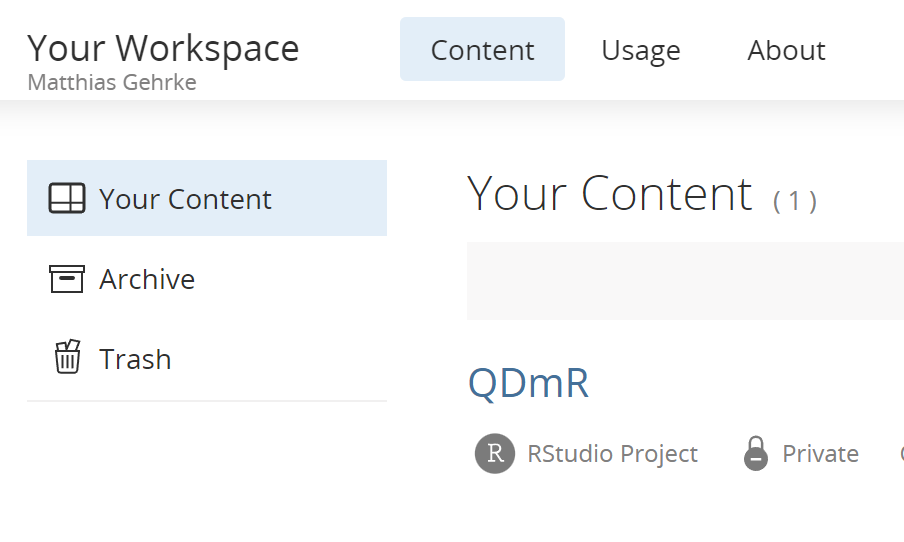 Your Workspace
Matthias Gehrke
Content Usage About
Your Content
Archive
Trash
Your Content ( 1 )
QDmR
R RStudio Project Private